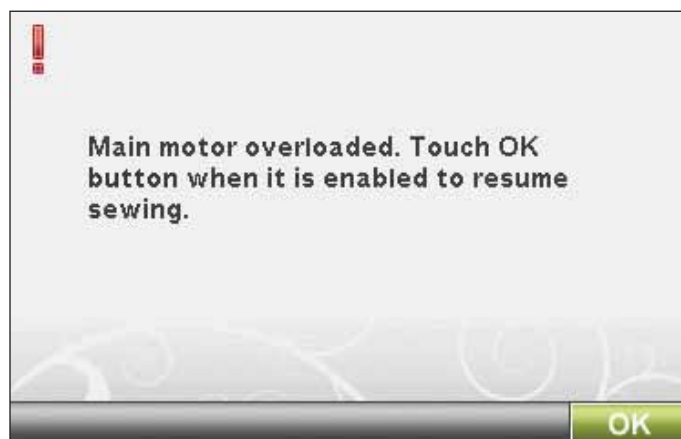 Main motor overloaded. Touch OK
button when it is enabled to resume
sewing.
OK